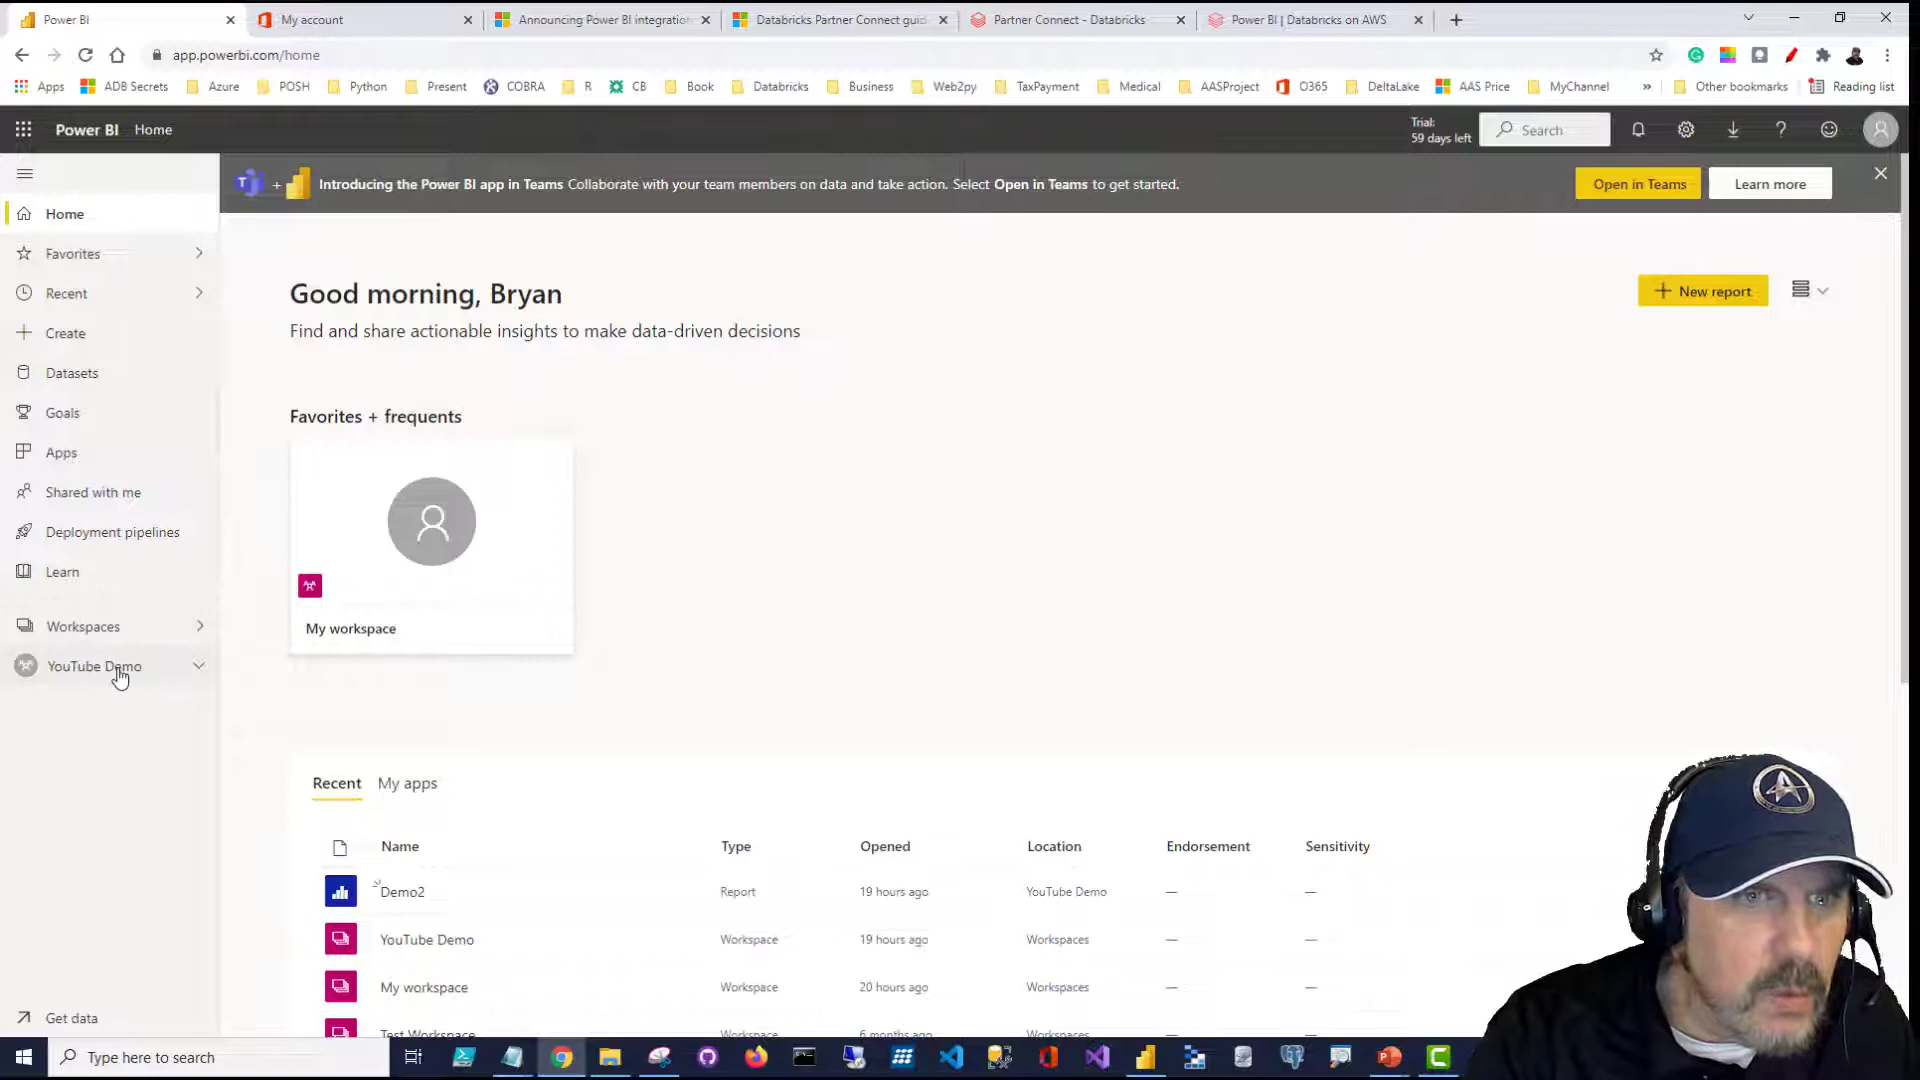 Power BI
My account
Announcing Power BI integration
Databricks Partner Connect guid
Partner Connect - Databricks
Power BI | Databricks on AWS
app.powerbi.com/home
Apps
ADB Secrets
Azure
POSH
Python
Present
COBRA
R
CB
Book
Databricks
Business
Web2py
TaxPayment
Medical
AASProject
O365
DeltaLake
AAS Price
MyChannel
»
Other bookmarks
Reading list
Power BI
Home
Trial:
59 days left
Search
Introducing the Power BI app in Teams Collaborate with your team members on data and take action. Select Open in Teams to get started.
Open in Teams
Learn more
Home
Favorites
Recent
Create
Datasets
Goals
Apps
Shared with me
Deployment pipelines
Learn
Workspaces
YouTube Demo
Get data
Good morning, Bryan
Find and share actionable insights to make data-driven decisions
New report
Favorites + frequents
My workspace
Recent
My apps
Name Type Opened Location Endorsement Sensitivity
Demo2 Report 19 hours ago YouTube Demo — —
YouTube Demo Workspace 19 hours ago Workspaces — —
My workspace Workspace 20 hours ago Workspaces — —
Test Workspace Workspace 6 months ago Workspaces — —
Type here to search